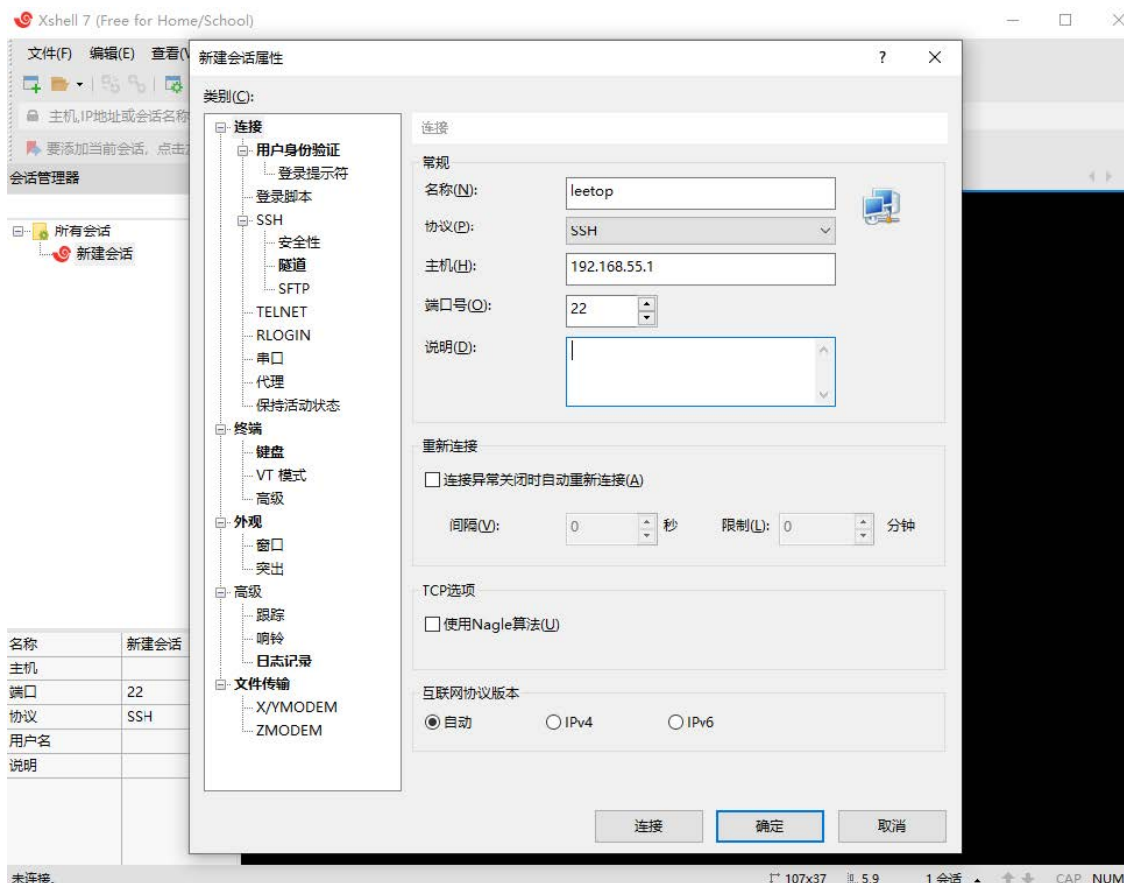 Xshell 7 (Free for Home/School)
文件(F) 编辑(E) 查看(V
新建会话属性
类别(C):
主机,IP地址或会话名称
要添加当前会话, 点击
会话管理器
所有会话
新建会话
连接
用户身份验证
登录提示符
登录脚本
SSH
安全性
隧道
SFTP
TELNET
RLOGIN
串口
代理
保持活动状态
终端
键盘
VT 模式
高级
外观
窗口
突出
高级
跟踪
响铃
日志记录
文件传输
X/YMODEM
ZMODEM
连接
常规
名称(N): leetop
协议(P): SSH
主机(H): 192.168.55.1
端口号(O): 22
说明(D):
重新连接
连接异常关闭时自动重新连接(A)
间隔(V): 0 秒 限制(L): 0 分钟
TCP选项
使用Nagle算法(U)
互联网协议版本
自动 IPv4 IPv6
连接 确定 取消
名称 新建会话
主机
端口 22
协议 SSH
用户名
说明
未连接。 107x37 5,9 1 会话 CAP NUM